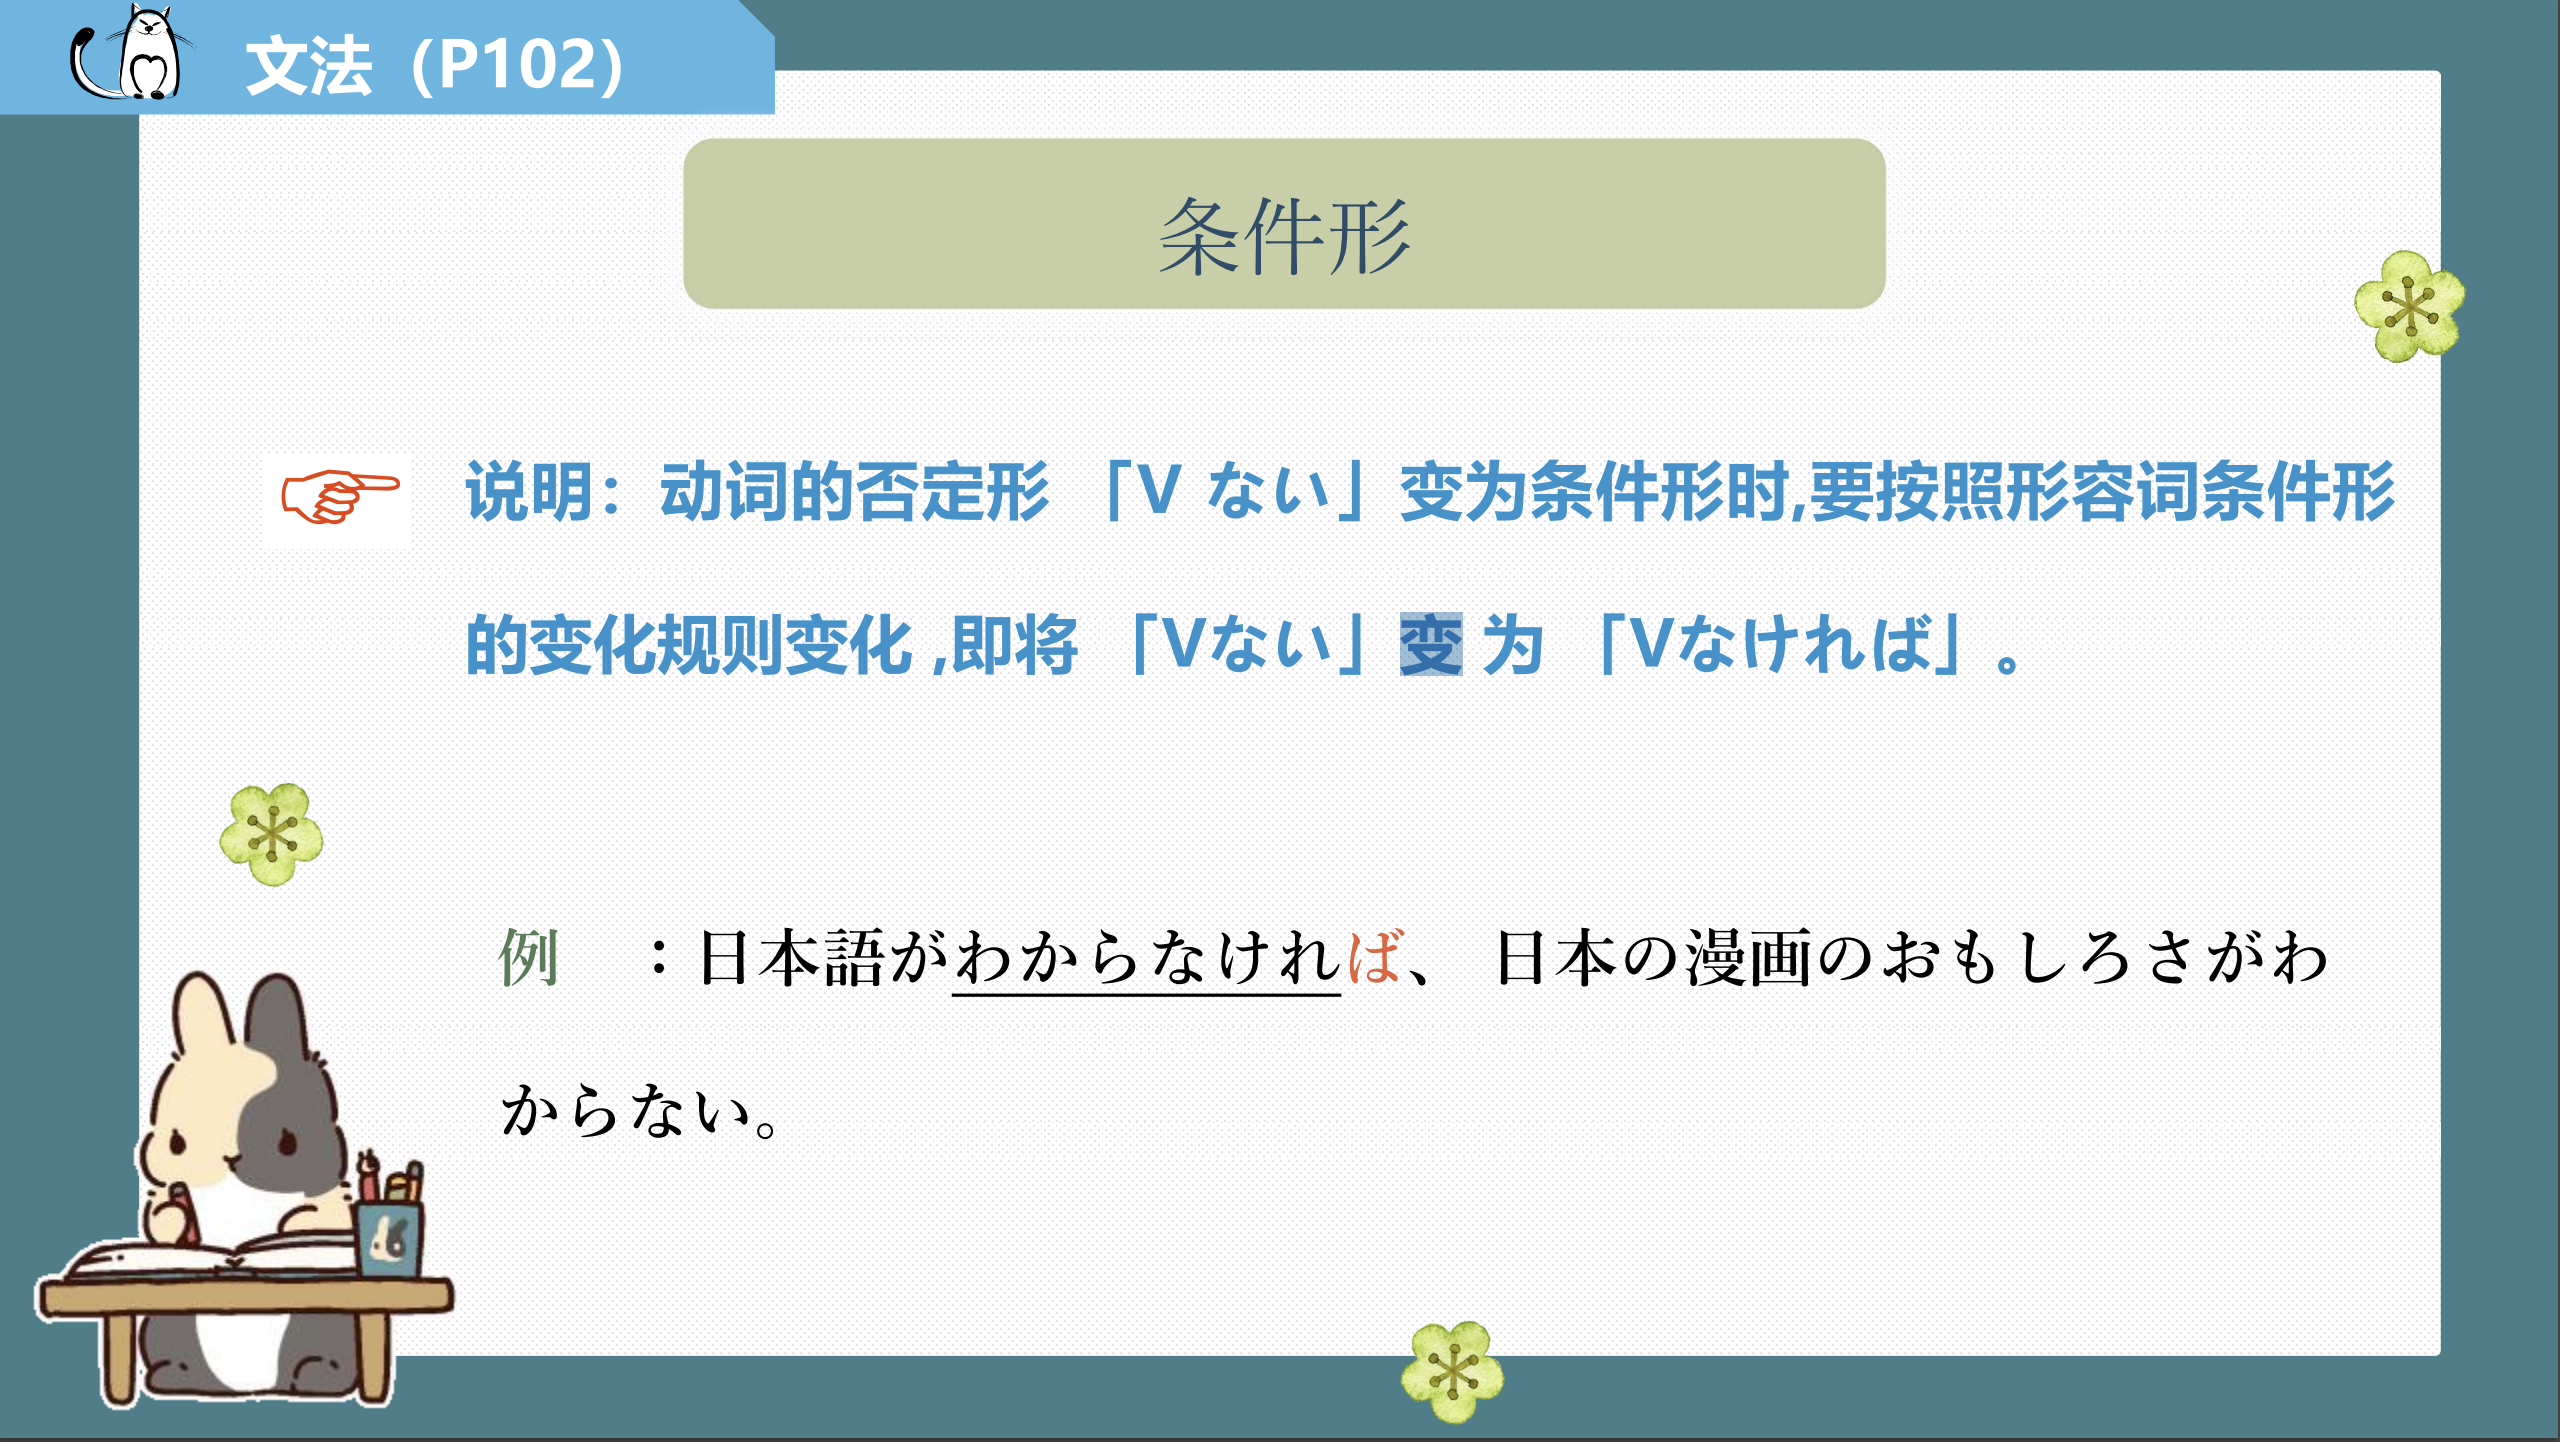 文法（P102）
条件形
说明：动词的否定形 「V ない」变为条件形时,要按照形容词条件形
的变化规则变化 ,即将 「Vない」变 为 「Vなければ」。
例 ：日本語がわからなければ、 日本の漫画のおもしろさがわ
からない。